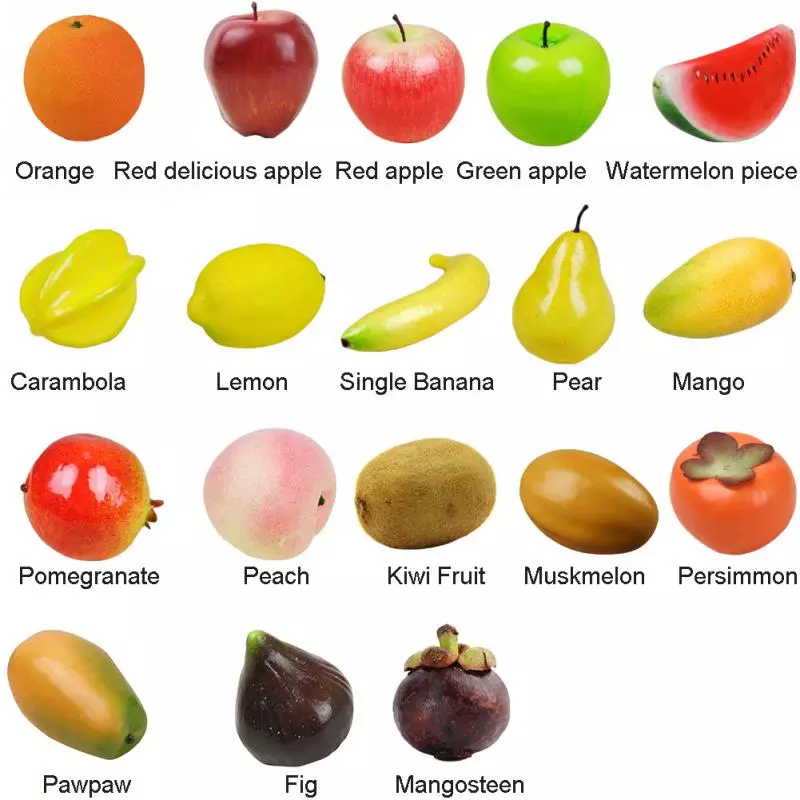 Orange Red delicious apple Red apple Green apple Watermelon piece
Carambola Lemon Single Banana Pear Mango
Pomegranate Peach Kiwi Fruit Muskmelon Persimmon
Pawpaw Fig Mangosteen